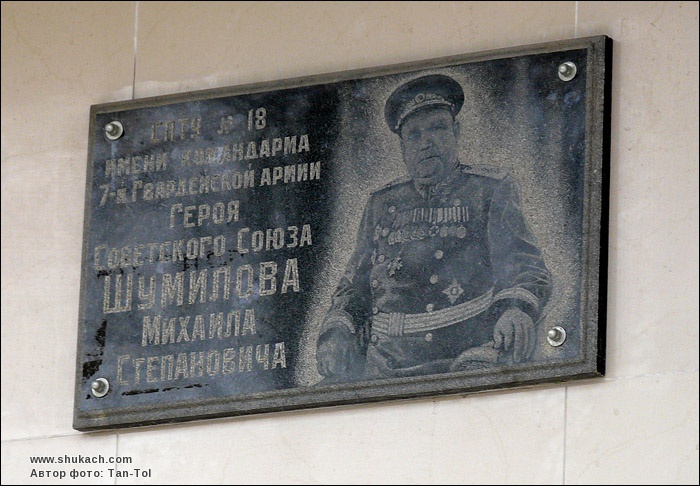 СПТУ № 18
имени командарма
7-й Гвардейской армии
Героя
Советского Союза
Шумилова
Михаила
Степановича
www.shukach.com
Автор фото: Tan-Tol